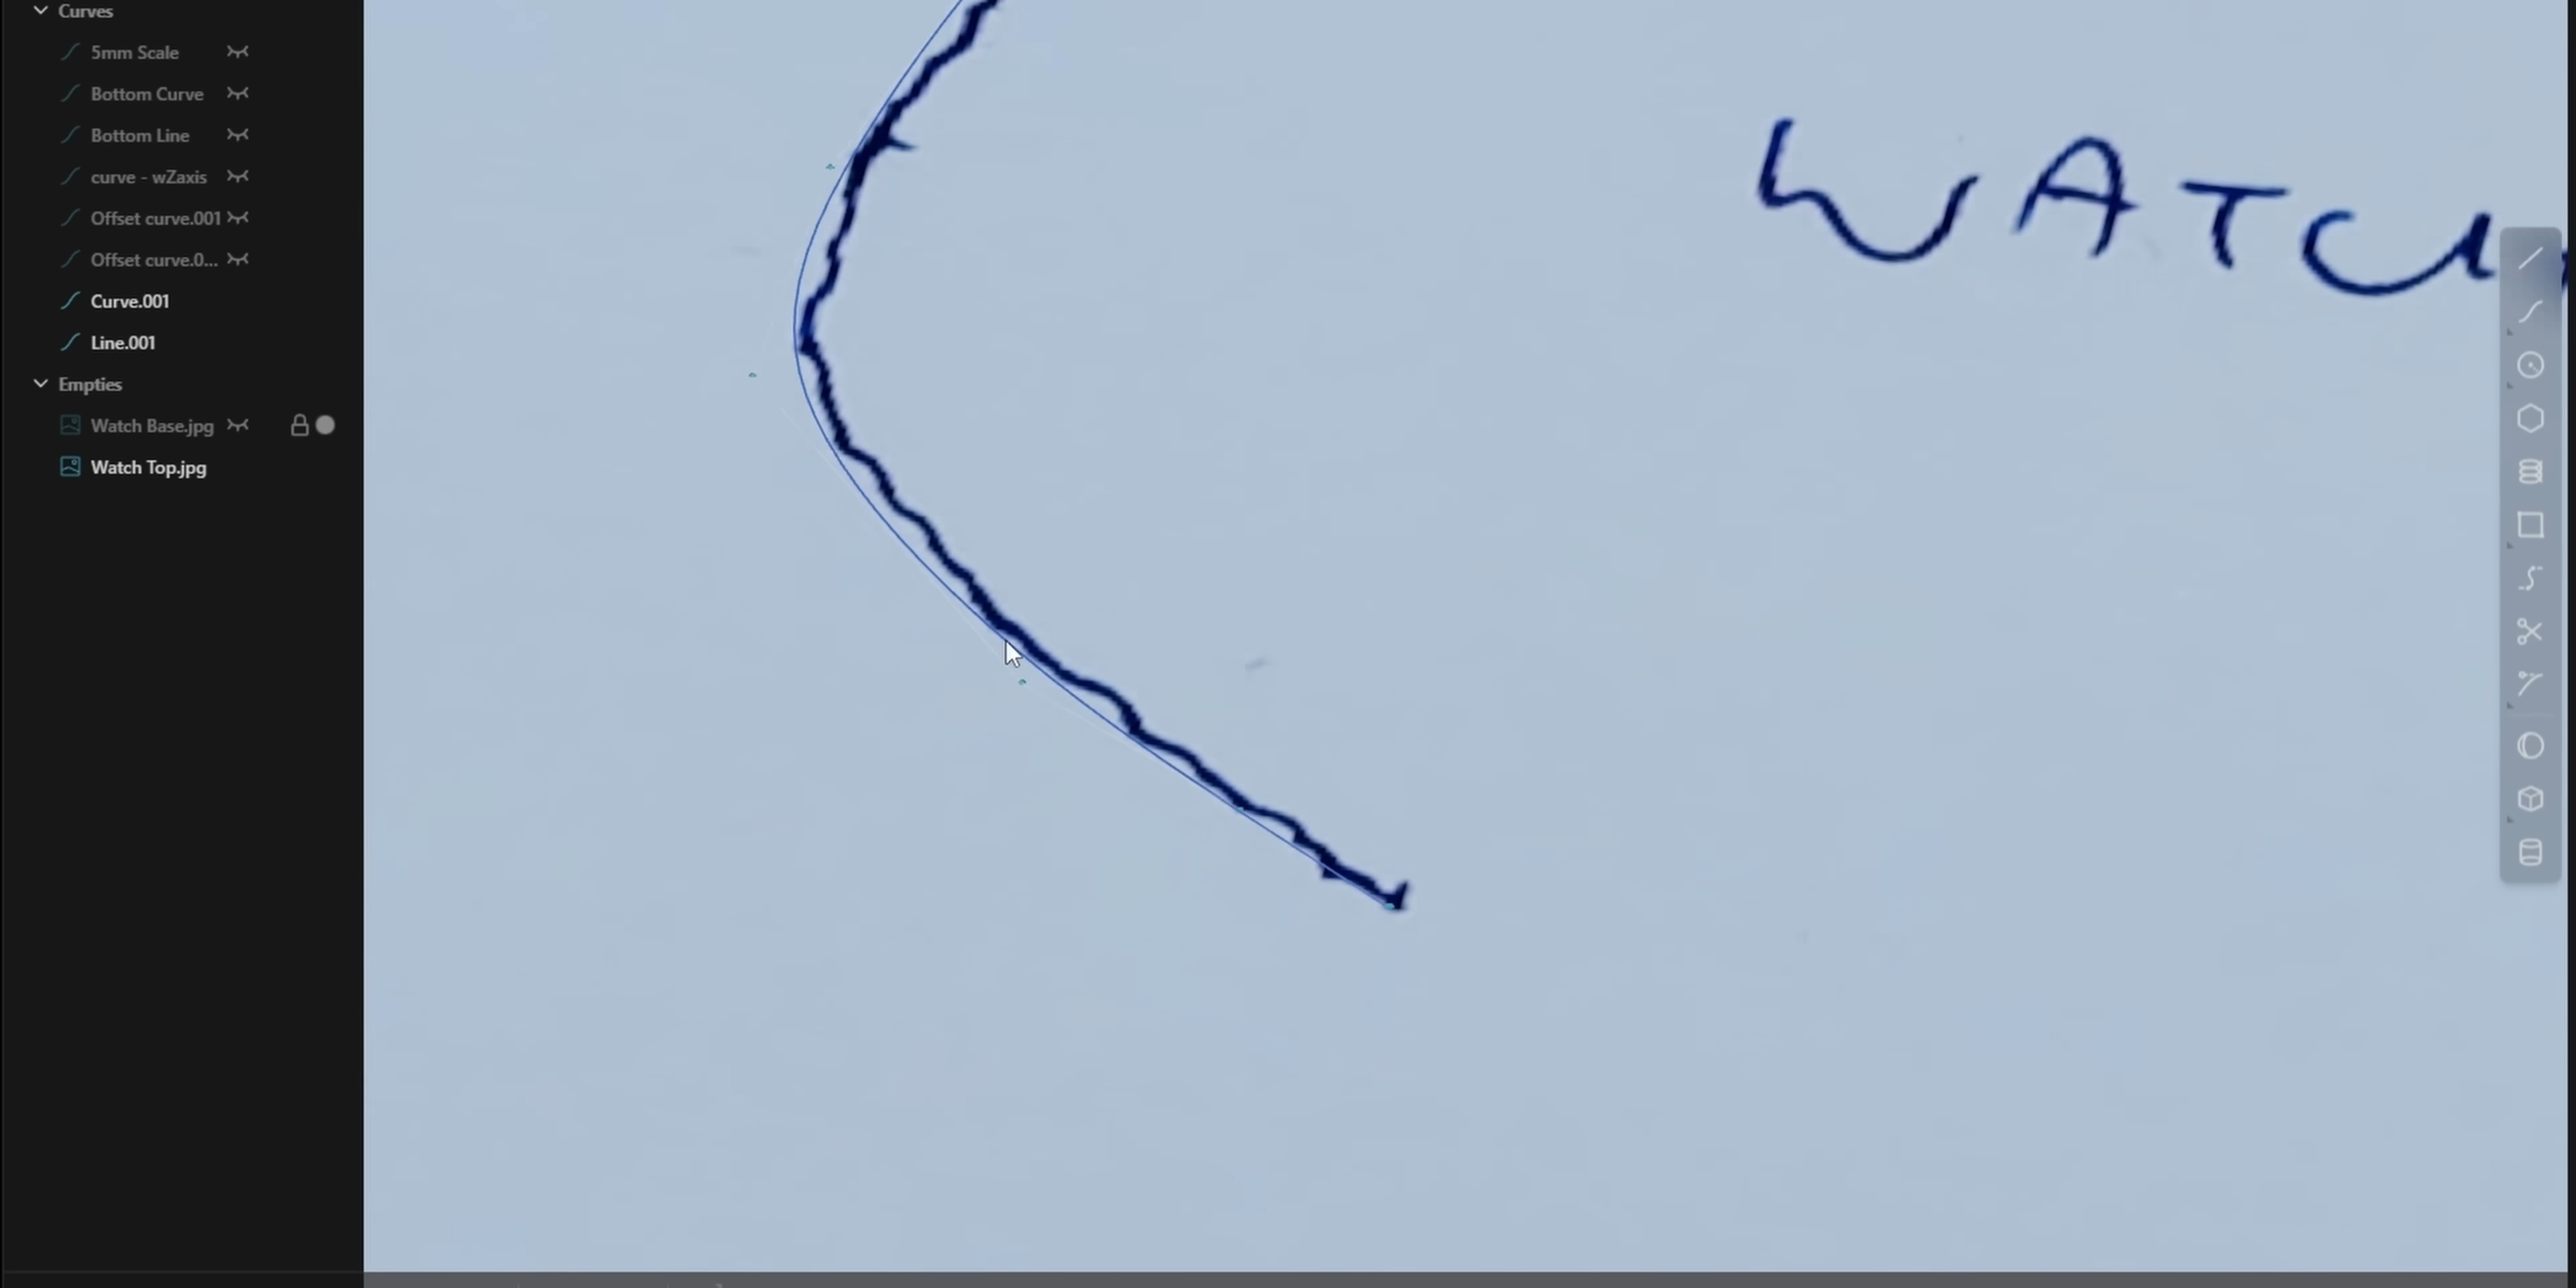 Curves
5mm Scale
Bottom Curve
Bottom Line
curve - wZaxis
Offset curve.001
Offset curve.0...
Curve.001
Line.001
Empties
Watch Base.jpg
Watch Top.jpg
WATC